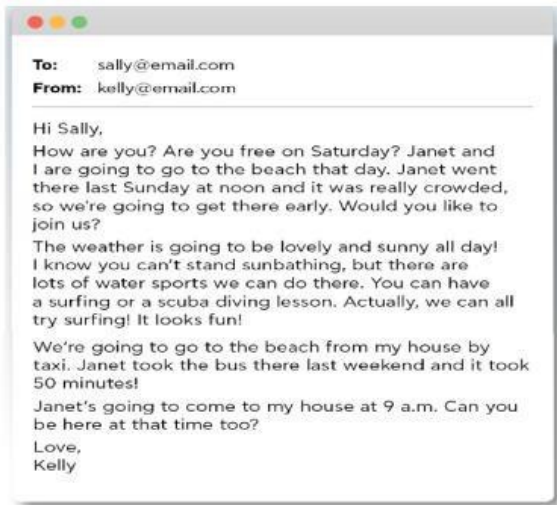 To: sally@email.com
From: kelly@email.com
Hi Sally,
How are you? Are you free on Saturday? Janet and
I are going to go to the beach that day. Janet went
there last Sunday at noon and it was really crowded,
so we're going to get there early. Would you like to
join us?
The weather is going to be lovely and sunny all day!
I know you can't stand sunbathing, but there are
lots of water sports we can do there. You can have
a surfing or a scuba diving lesson. Actually, we can all
try surfing! It looks fun!
We're going to go to the beach from my house by
taxi. Janet took the bus there last weekend and it took
50 minutes!
Janet's going to come to my house at 9 a.m. Can you
be here at that time too?
Love,
Kelly